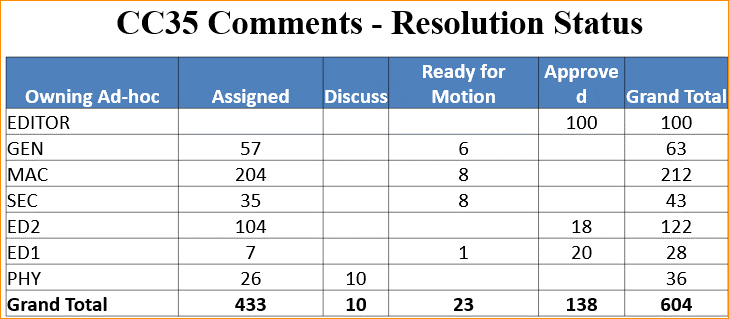 CC35 Comments - Resolution Status
Owning Ad-hoc Assigned Discuss Ready for Motion Approved Grand Total
EDITOR 100 100
GEN 57 6 63
MAC 204 8 212
SEC 35 8 43
ED2 104 18 122
ED1 7 1 20 28
PHY 26 10 36
Grand Total 433 10 23 138 604